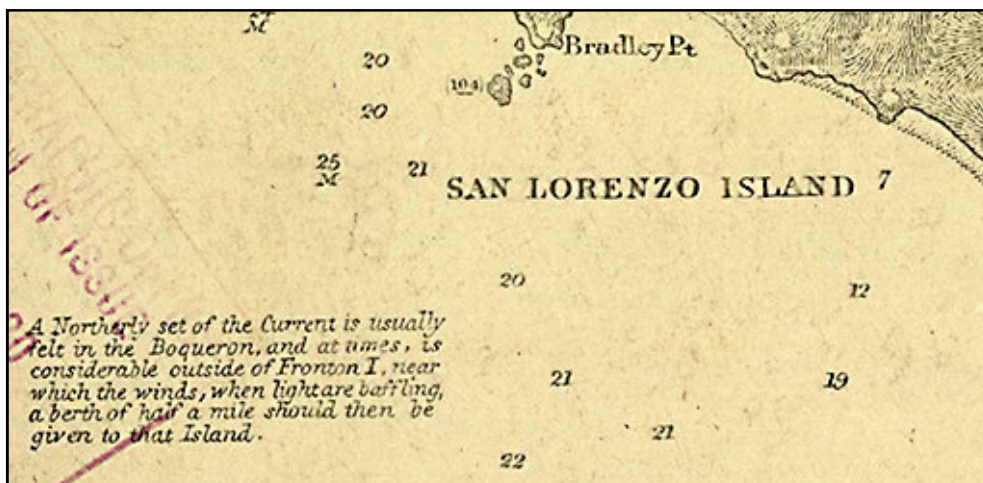 M
20
Bradley Pt
(104)
20
25
M
21
SAN LORENZO ISLAND 7
20
12
A Northerly set of the Current is usually
felt in the Boqueron, and at times, is
considerable outside of Fronton I. near
which the winds, when light are baffling,
a berth of half a mile should then be
given to that Island.
21
19
21
22
OF ISSUE